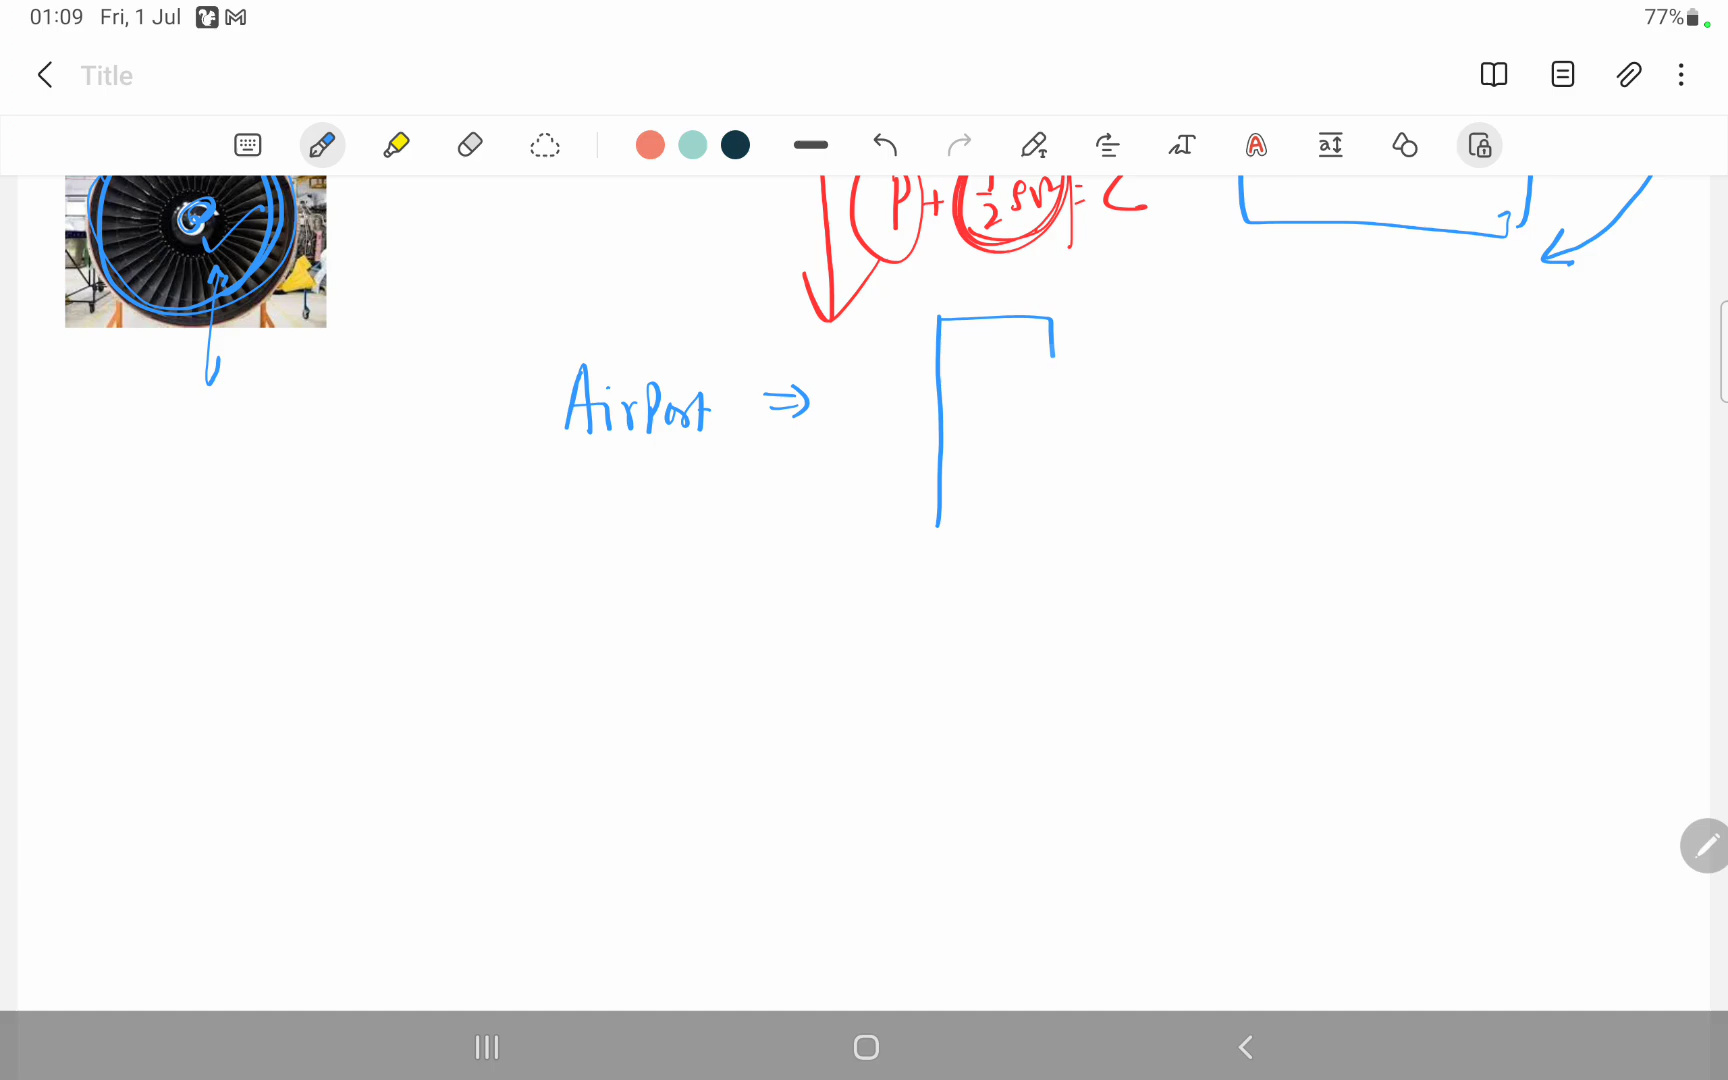 01:09 Fri, 1 Jul
77%
Title
P + 1/2 ρv² = C
AirPort ⇒